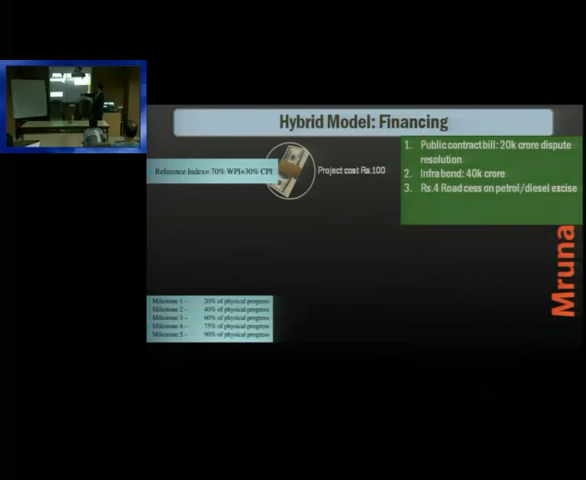 Hybrid Model: Financing
Reference Index= 70% WPI+30% CPI
Project cost Rs.100
1. Public contract bill: 20k crore dispute
resolution
2. Infra bond: 40k crore
3. Rs.4 Road cess on petrol/diesel excise
Mruna
Milestone 1 - 20% of physical progress
Milestone 2 - 40% of physical progress
Milestone 3 - 60% of physical progress
Milestone 4 - 75% of physical progress
Milestone 5 - 90% of physical progress